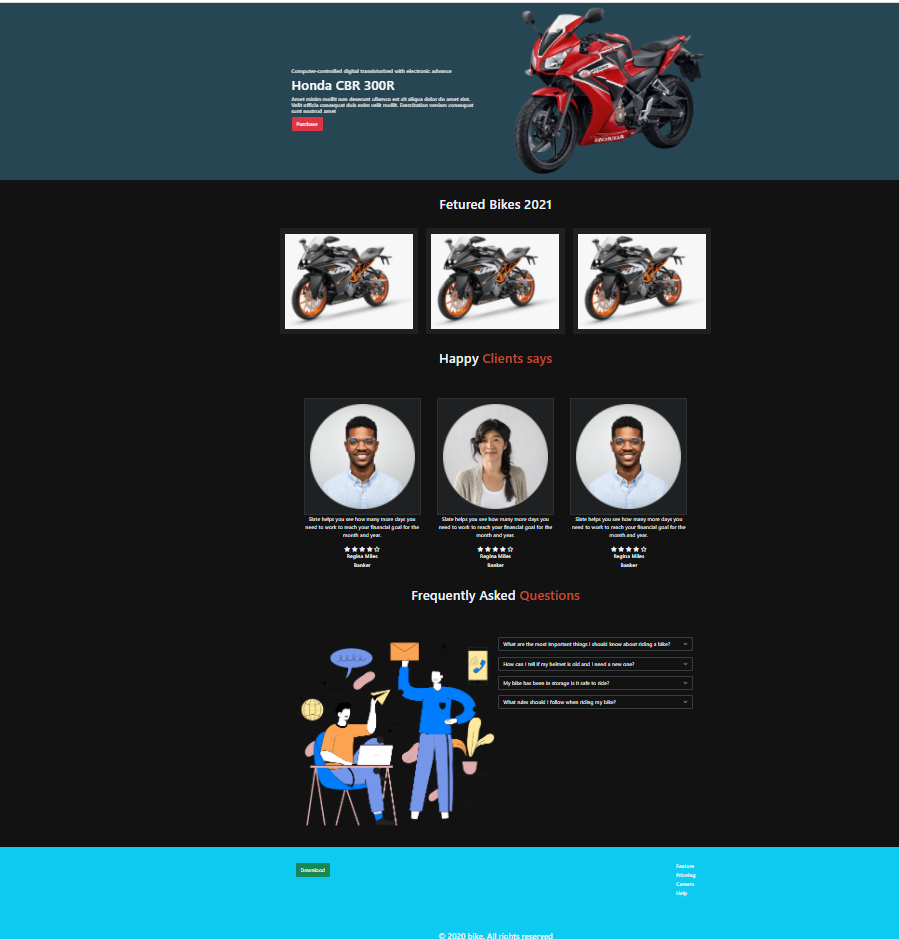 Computer-controlled digital transistorized with electronic advance
Honda CBR 300R
Amet minim mollit non deserunt ullamco est sit aliqua dolor do amet sint.
Velit officia consequat duis enim velit mollit. Exercitation veniam consequat
sunt nostrud amet
Purchase
HONDA
Fetured Bikes 2021
Happy Clients says
Slate helps you see how many more days you
need to work to reach your financial goal for the
month and year.
Regina Miles
Banker
Slate helps you see how many more days you
need to work to reach your financial goal for the
month and year.
Regina Miles
Banker
Slate helps you see how many more days you
need to work to reach your financial goal for the
month and year.
Regina Miles
Banker
Frequently Asked Questions
What are the most important things I should know about riding a bike?
How can I tell if my helmet is old and I need a new one?
My bike has been in storage is it safe to ride?
What rules should I follow when riding my bike?
Download
Feature
Priceing
Careers
Help
© 2020 bike. All rights reserved